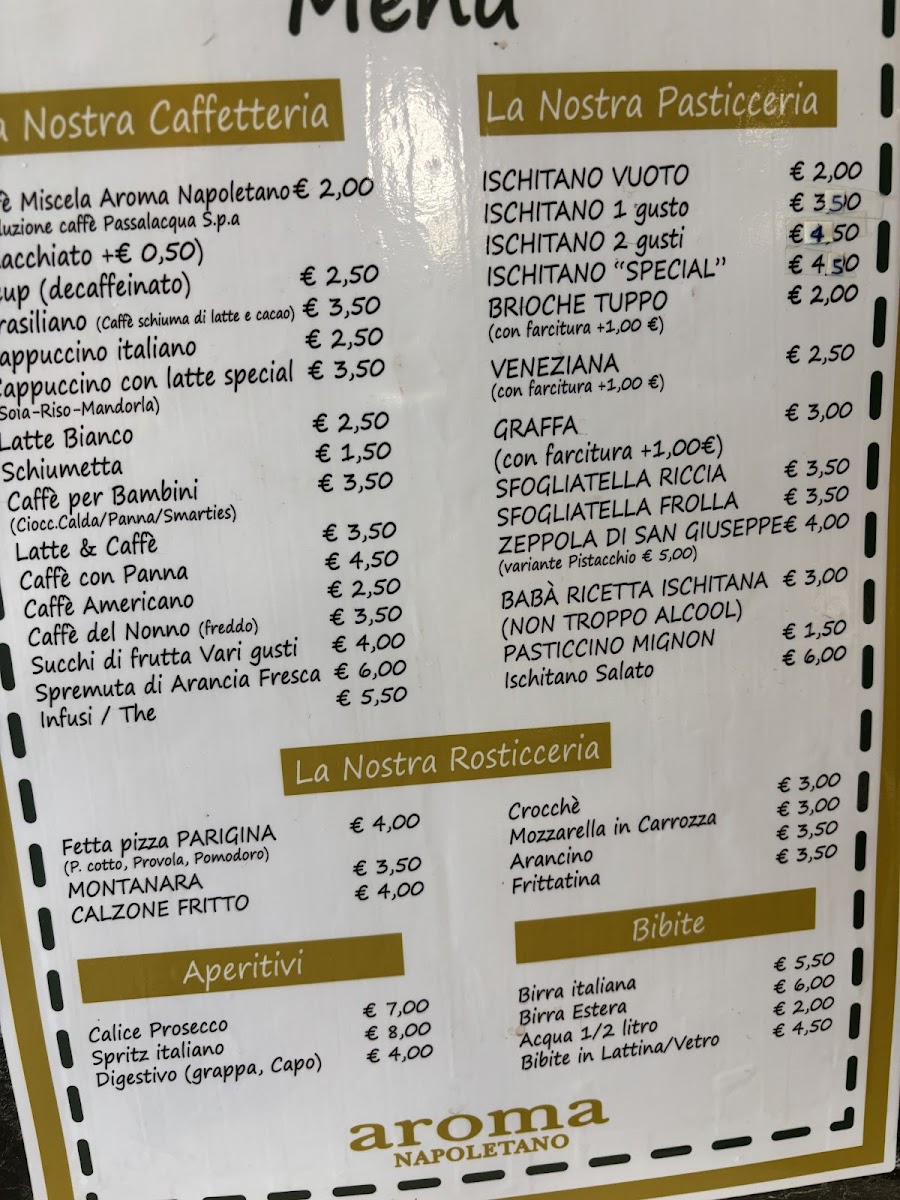 Menu
a Nostra Caffetteria
fè Miscela Aroma Napoletano € 2,00
duzione caffè Passalacqua S.p.a
acchiato +€ 0,50)
cup (decaffeinato) € 2,50
rasiliano (Caffè schiuma di latte e cacao) € 3,50
appuccino italiano € 2,50
Cappuccino con latte special € 3,50
Soia-Riso-Mandorla)
Latte Bianco € 2,50
Schiumetta € 1,50
Caffè per Bambini € 3,50
(Ciocc.Calda/Panna/Smarties)
Latte & Caffè € 3,50
Caffè con Panna € 4,50
Caffè Americano € 2,50
Caffè del Nonno (freddo) € 3,50
Succhi di frutta Vari gusti € 4,00
Spremuta di Arancia Fresca € 6,00
Infusi / The € 5,50
La Nostra Pasticceria
ISCHITANO VUOTO € 2,00
ISCHITANO 1 gusto € 3,50
ISCHITANO 2 gusti € 4,50
ISCHITANO “SPECIAL” € 4,50
BRIOCHE TUPPO € 2,00
(con farcitura +1,00 €)
VENEZIANA € 2,50
(con farcitura +1,00 €)
GRAFFA € 3,00
(con farcitura +1,00€)
SFOGLIATELLA RICCIA € 3,50
SFOGLIATELLA FROLLA € 3,50
ZEPPOLA DI SAN GIUSEPPE € 4,00
(variante Pistacchio € 5,00)
BABÀ RICETTA ISCHITANA € 3,00
(NON TROPPO ALCOOL)
PASTICCINO MIGNON € 1,50
Ischitano Salato € 6,00
La Nostra Rosticceria
Fetta pizza PARIGINA € 4,00
(P. cotto, Provola, Pomodoro)
MONTANARA € 3,50
CALZONE FRITTO € 4,00
Crocchè € 3,00
Mozzarella in Carrozza € 3,00
Arancino € 3,50
Frittatina € 3,50
Aperitivi
Calice Prosecco € 7,00
Spritz italiano € 8,00
Digestivo (grappa, Capo) € 4,00
Bibite
Birra italiana € 5,50
Birra Estera € 6,00
Acqua 1/2 litro € 2,00
Bibite in Lattina/Vetro € 4,50
aroma
NAPOLETANO